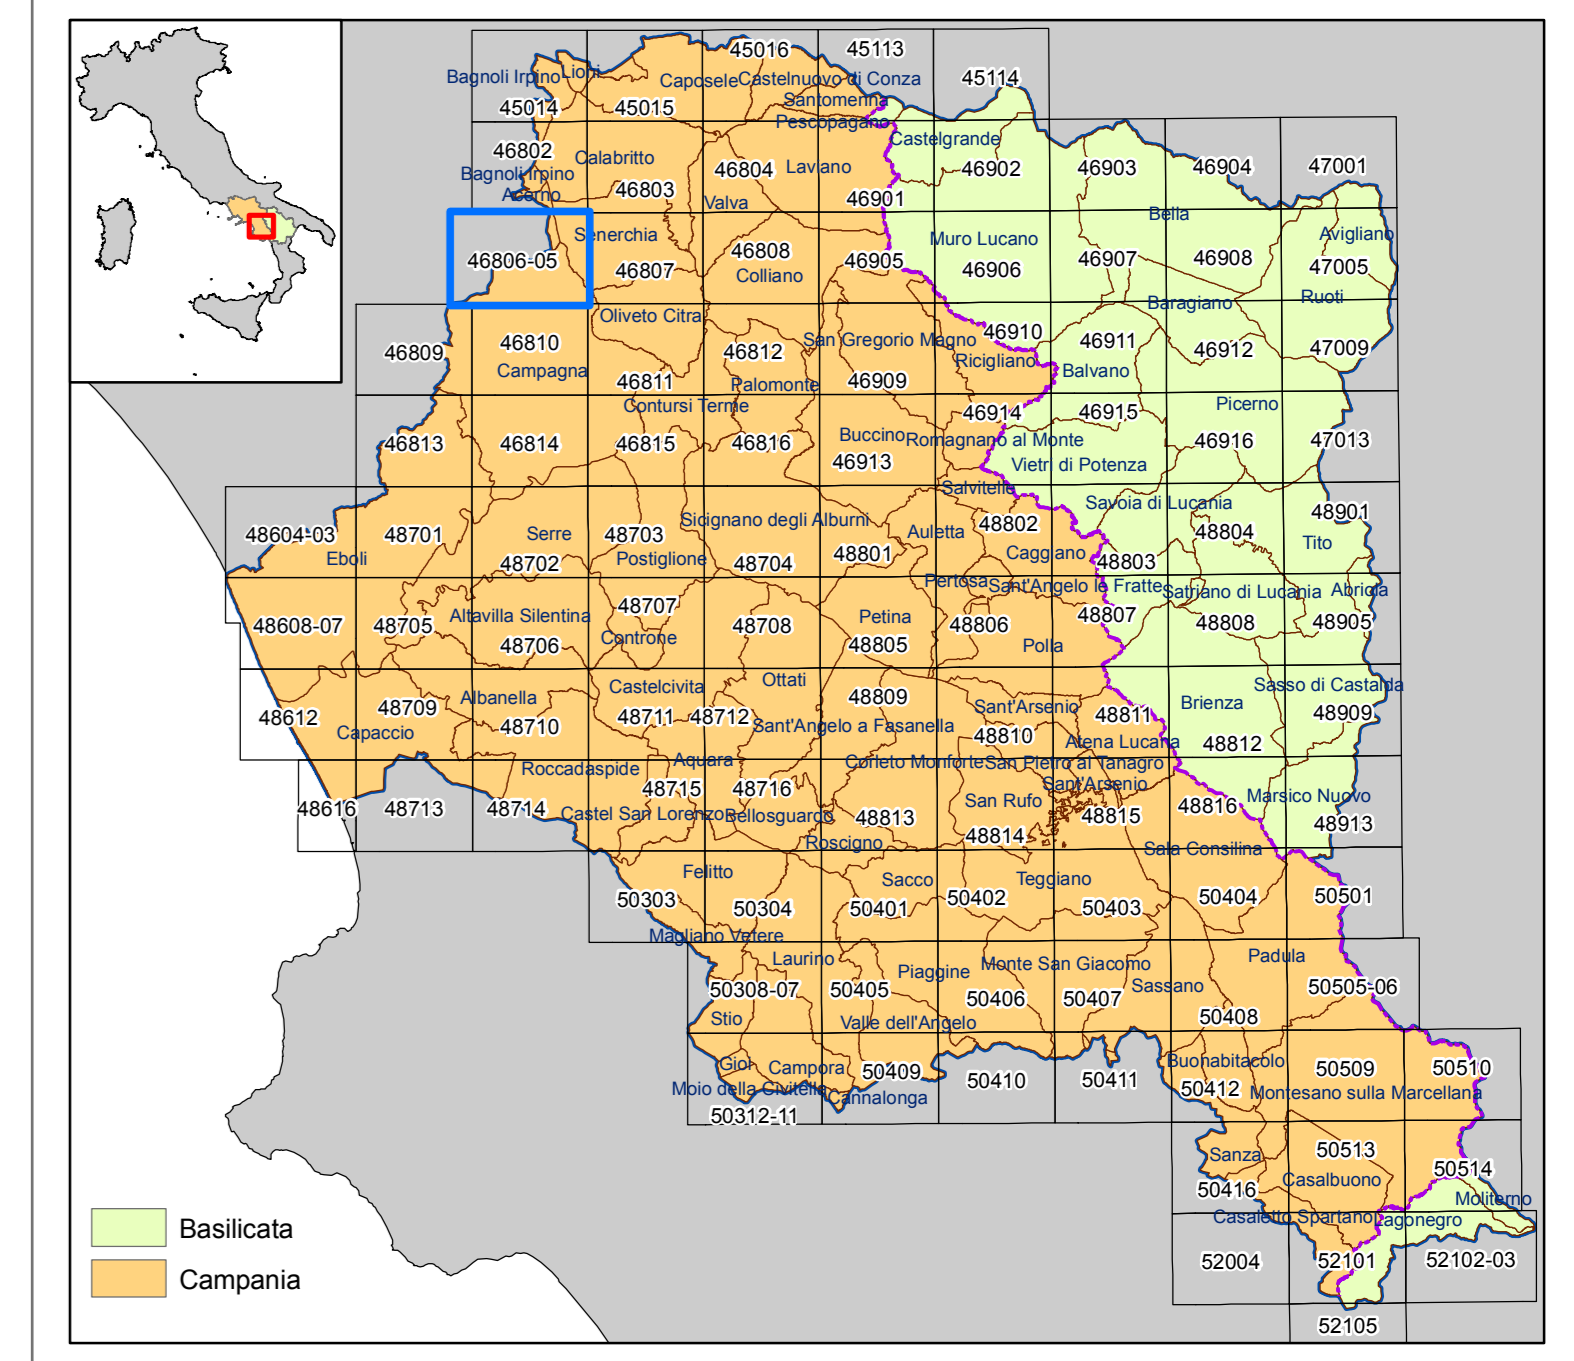 45016
45113
45114
Bagnoli Irpino
Lioni
Caposele
Castelnuovo di Conza
45014
45015
Santomenna
Pescopagano
Castelgrande
46802
Calabritto
46804
Laviano
46902
46903
46904
47001
Bagnoli Irpino
Acerno
46803
Valva
46901
Bella
Senerchia
Muro Lucano
Avigliano
46806-05
46807
46808
Colliano
46905
46906
46907
46908
47005
Oliveto Citra
Baragiano
Ruoti
46809
46810
Campagna
46812
San Gregorio Magno
46910
46911
46912
47009
Ricigliano
46811
Palomonte
46909
Balvano
Contursi Terme
46914
46915
Picerno
46813
46814
46815
46816
Buccino
Romagnano al Monte
46916
47013
46913
Vietri di Potenza
Salvitelle
Savoia di Lucania
48901
48604-03
48701
Serre
48703
Sicignano degli Alburni
Auletta
48802
48804
Tito
Eboli
48702
Postiglione
48704
48801
Caggiano
48803
Pertosa
Sant'Angelo le Fratte
Satriano di Lucania
Abriola
48608-07
48705
Altavilla Silentina
48707
48708
Petina
48806
48807
48808
48905
48706
Controne
48805
Polla
Castelcivita
Ottati
Sasso di Castalda
48612
48709
Albanella
48711
48712
48809
Sant'Arsenio
48811
Brienza
48909
Capaccio
48710
Sant'Angelo a Fasanella
48810
Atena Lucana
48812
Roccadaspide
Aquara
Corleto Monforte
San Pietro al Tanagro
48616
48713
48714
48715
48716
Sant'Arsenio
San Rufo
48816
Marsico Nuovo
Castel San Lorenzo
Bellosguardo
48813
48815
48913
Roscigno
48814
Sala Consilina
Felitto
Sacco
Teggiano
50303
50304
50401
50402
50403
50404
50501
Magliano Vetere
Laurino
Piaggine
Monte San Giacomo
Padula
50308-07
50405
50406
50407
Sassano
50505-06
Stio
Valle dell'Angelo
50408
Gioi
Campora
50409
50410
50411
Buonabitacolo
50509
50510
Moio della Civitella
Cannalonga
50412
Montesano sulla Marcellana
50312-11
Sanza
50513
50514
50416
Casalbuono
Moliterno
Casaletto Spartano
Lagonegro
52004
52101
52102-03
52105
Basilicata
Campania